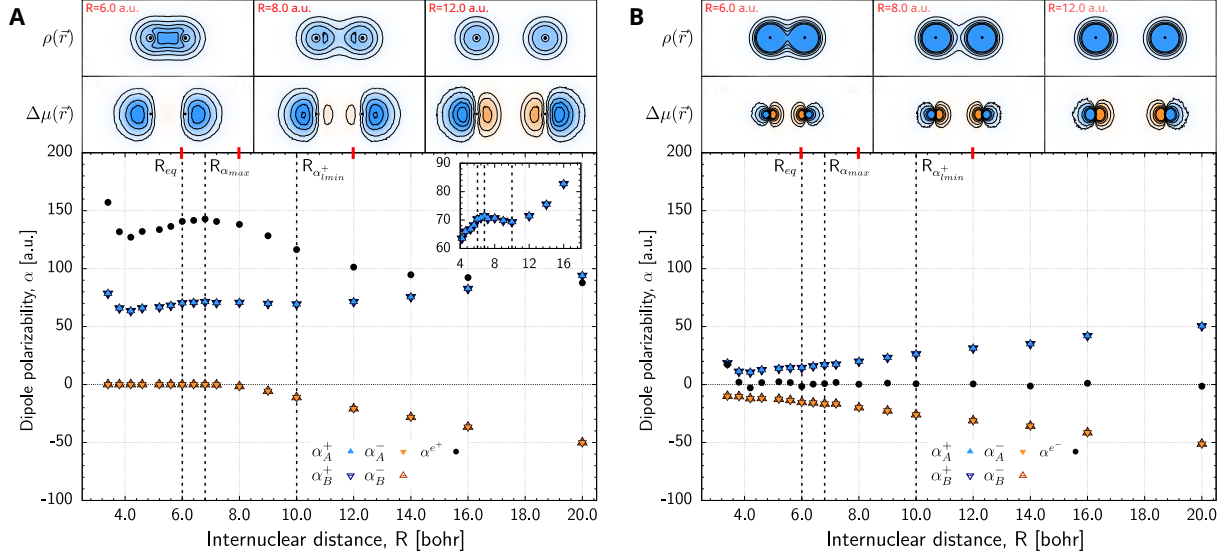 A
R=6.0 a.u.
R=8.0 a.u.
R=12.0 a.u.
ρ(r⃗)
Δμ(r⃗)
200
150
100
50
0
-50
-100
Dipole polarizability, α [a.u.]
R_eq
R_αmax
R_α⁺lmin
90
80
70
60
4 6 8 10 12 14 16
α_A⁺ α_A⁻ α^e⁺
α_B⁺ α_B⁻
4.0 6.0 8.0 10.0 12.0 14.0 16.0 18.0 20.0
Internuclear distance, R [bohr]
B
R=6.0 a.u.
R=8.0 a.u.
R=12.0 a.u.
ρ(r⃗)
Δμ(r⃗)
200
150
100
50
0
-50
-100
Dipole polarizability, α [a.u.]
R_eq
R_αmax
R_α⁺lmin
α_A⁺ α_A⁻ α^e⁻
α_B⁺ α_B⁻
4.0 6.0 8.0 10.0 12.0 14.0 16.0 18.0 20.0
Internuclear distance, R [bohr]